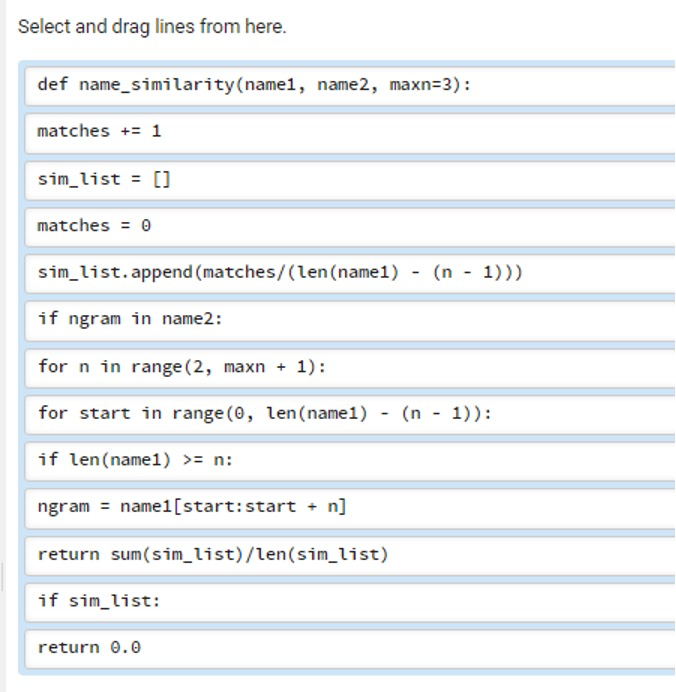 Select and drag lines from here.
def name_similarity(name1, name2, maxn=3):
matches += 1
sim_list = []
matches = 0
sim_list.append(matches/(len(name1) - (n - 1)))
if ngram in name2:
for n in range(2, maxn + 1):
for start in range(0, len(name1) - (n - 1)):
if len(name1) >= n:
ngram = name1[start:start + n]
return sum(sim_list)/len(sim_list)
if sim_list:
return 0.0